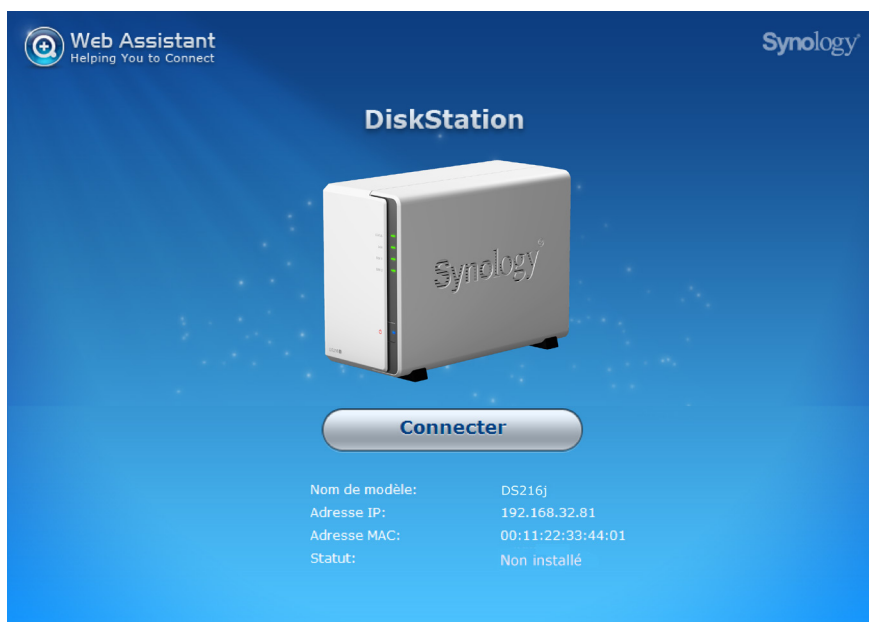 Web Assistant
Helping You to Connect
Synology
DiskStation
Synology
Connecter
Nom de modèle: DS216j
Adresse IP: 192.168.32.81
Adresse MAC: 00:11:22:33:44:01
Statut: Non installé